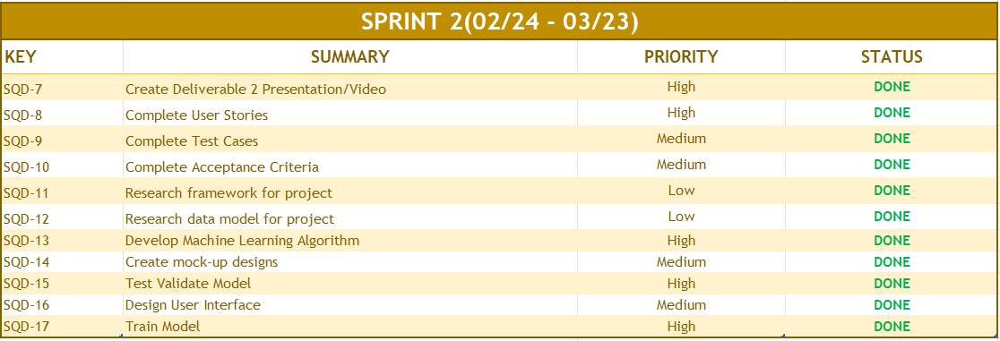 SPRINT 2(02/24 - 03/23)
KEY SUMMARY PRIORITY STATUS
SQD-7 Create Deliverable 2 Presentation/Video High DONE
SQD-8 Complete User Stories High DONE
SQD-9 Complete Test Cases Medium DONE
SQD-10 Complete Acceptance Criteria Medium DONE
SQD-11 Research framework for project Low DONE
SQD-12 Research data model for project Low DONE
SQD-13 Develop Machine Learning Algorithm High DONE
SQD-14 Create mock-up designs Medium DONE
SQD-15 Test Validate Model High DONE
SQD-16 Design User Interface Medium DONE
SQD-17 Train Model High DONE